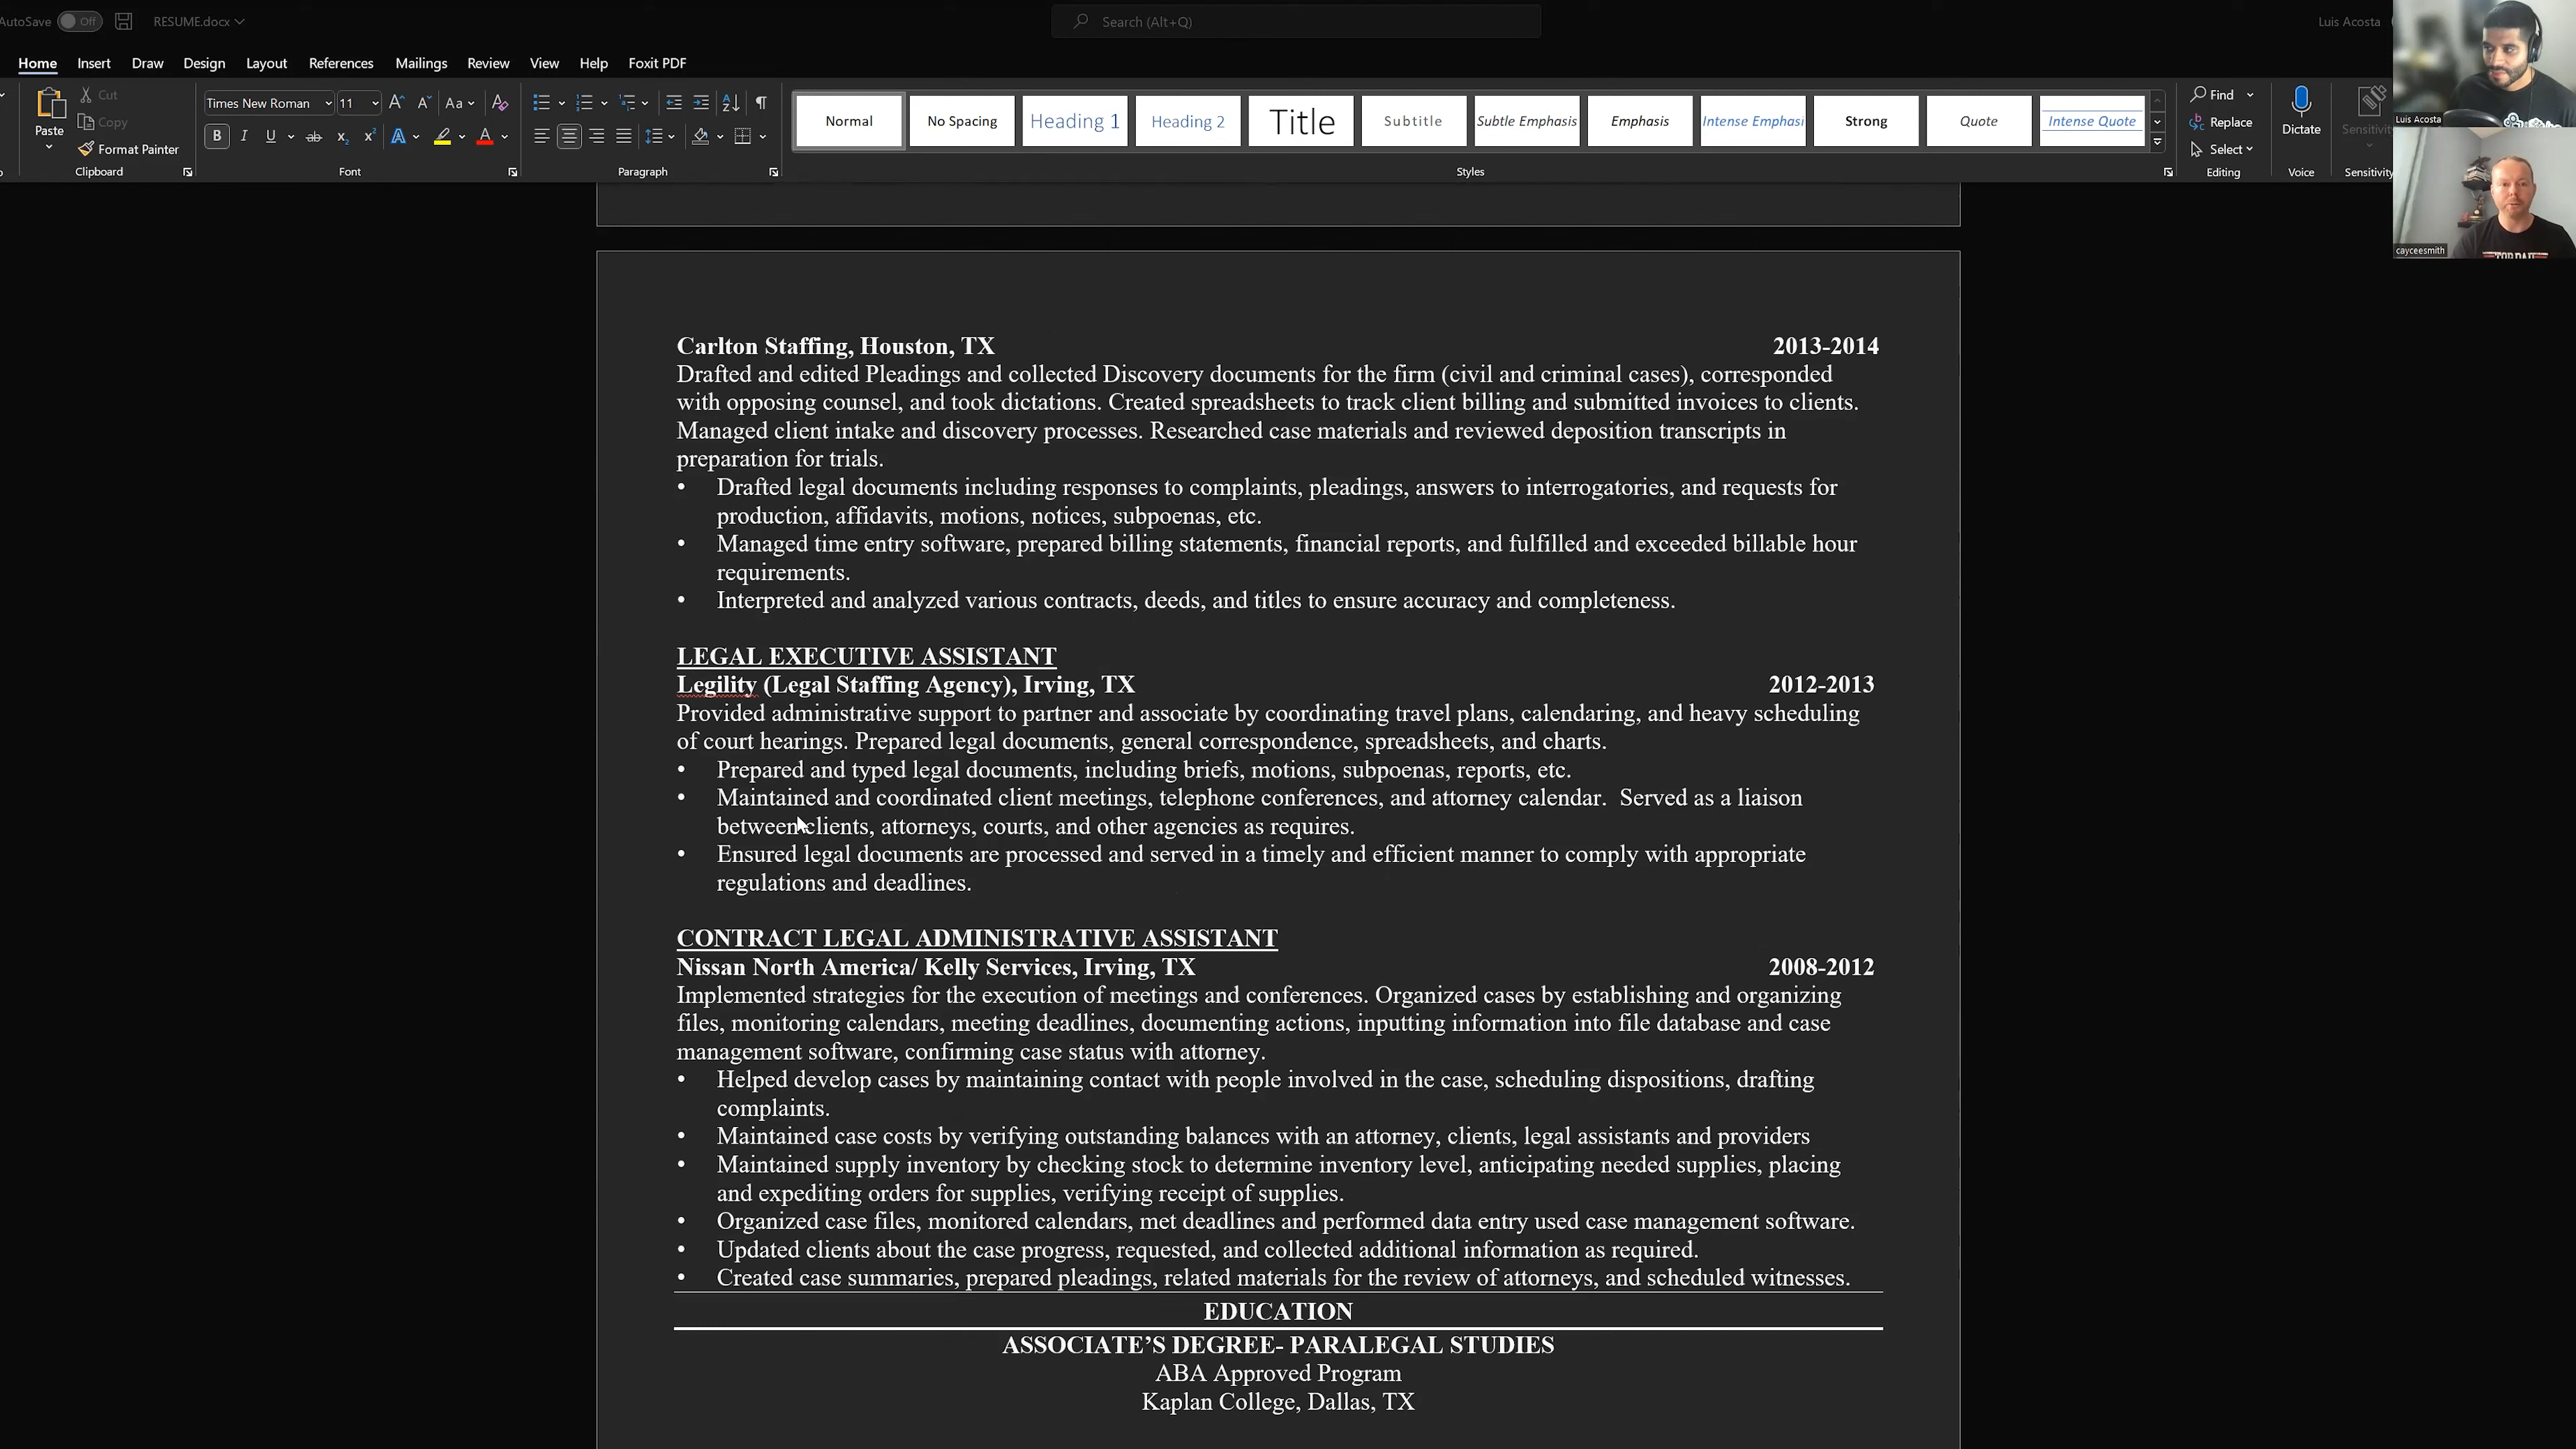 AutoSave Off RESUME.docx Search (Alt+Q) Luis Acosta
Home Insert Draw Design Layout References Mailings Review View Help Foxit PDF
Paste Cut Copy Format Painter
Clipboard
Times New Roman 11
Font
Paragraph
Normal No Spacing Heading 1 Heading 2 Title Subtitle Subtle Emphasis Emphasis Intense Emphasi Strong Quote Intense Quote
Styles
Find
Replace
Select
Editing
Dictate
Voice
Sensitivity
Sensitivity
Luis Acosta
cayceesmith
Carlton Staffing, Houston, TX 2013-2014
Drafted and edited Pleadings and collected Discovery documents for the firm (civil and criminal cases), corresponded
with opposing counsel, and took dictations. Created spreadsheets to track client billing and submitted invoices to clients.
Managed client intake and discovery processes. Researched case materials and reviewed deposition transcripts in
preparation for trials.
• Drafted legal documents including responses to complaints, pleadings, answers to interrogatories, and requests for
production, affidavits, motions, notices, subpoenas, etc.
• Managed time entry software, prepared billing statements, financial reports, and fulfilled and exceeded billable hour
requirements.
• Interpreted and analyzed various contracts, deeds, and titles to ensure accuracy and completeness.
LEGAL EXECUTIVE ASSISTANT
Legility (Legal Staffing Agency), Irving, TX 2012-2013
Provided administrative support to partner and associate by coordinating travel plans, calendaring, and heavy scheduling
of court hearings. Prepared legal documents, general correspondence, spreadsheets, and charts.
• Prepared and typed legal documents, including briefs, motions, subpoenas, reports, etc.
• Maintained and coordinated client meetings, telephone conferences, and attorney calendar.  Served as a liaison
between clients, attorneys, courts, and other agencies as requires.
• Ensured legal documents are processed and served in a timely and efficient manner to comply with appropriate
regulations and deadlines.
CONTRACT LEGAL ADMINISTRATIVE ASSISTANT
Nissan North America/ Kelly Services, Irving, TX 2008-2012
Implemented strategies for the execution of meetings and conferences. Organized cases by establishing and organizing
files, monitoring calendars, meeting deadlines, documenting actions, inputting information into file database and case
management software, confirming case status with attorney.
• Helped develop cases by maintaining contact with people involved in the case, scheduling dispositions, drafting
complaints.
• Maintained case costs by verifying outstanding balances with an attorney, clients, legal assistants and providers
• Maintained supply inventory by checking stock to determine inventory level, anticipating needed supplies, placing
and expediting orders for supplies, verifying receipt of supplies.
• Organized case files, monitored calendars, met deadlines and performed data entry used case management software.
• Updated clients about the case progress, requested, and collected additional information as required.
• Created case summaries, prepared pleadings, related materials for the review of attorneys, and scheduled witnesses.
EDUCATION
ASSOCIATE’S DEGREE- PARALEGAL STUDIES
ABA Approved Program
Kaplan College, Dallas, TX